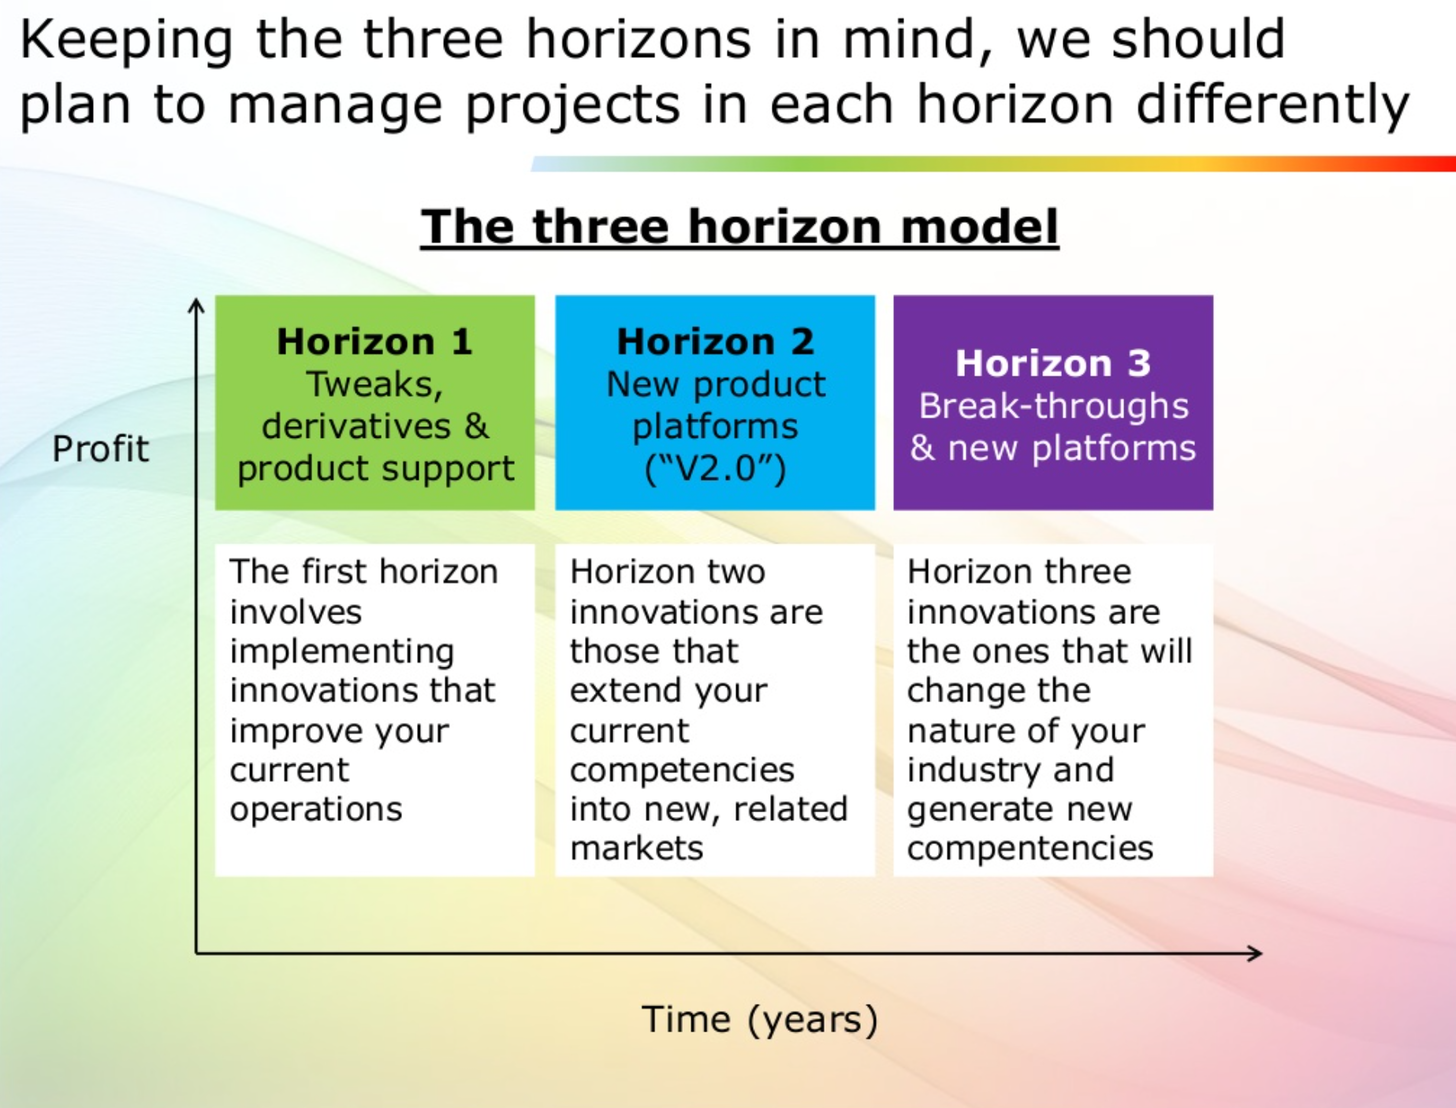 Keeping the three horizons in mind, we should
plan to manage projects in each horizon differently
The three horizon model
Profit
Horizon 1
Tweaks,
derivatives &
product support
Horizon 2
New product
platforms
(“V2.0”)
Horizon 3
Break-throughs
& new platforms
The first horizon
involves
implementing
innovations that
improve your
current
operations
Horizon two
innovations are
those that
extend your
current
competencies
into new, related
markets
Horizon three
innovations are
the ones that will
change the
nature of your
industry and
generate new
compentencies
Time (years)